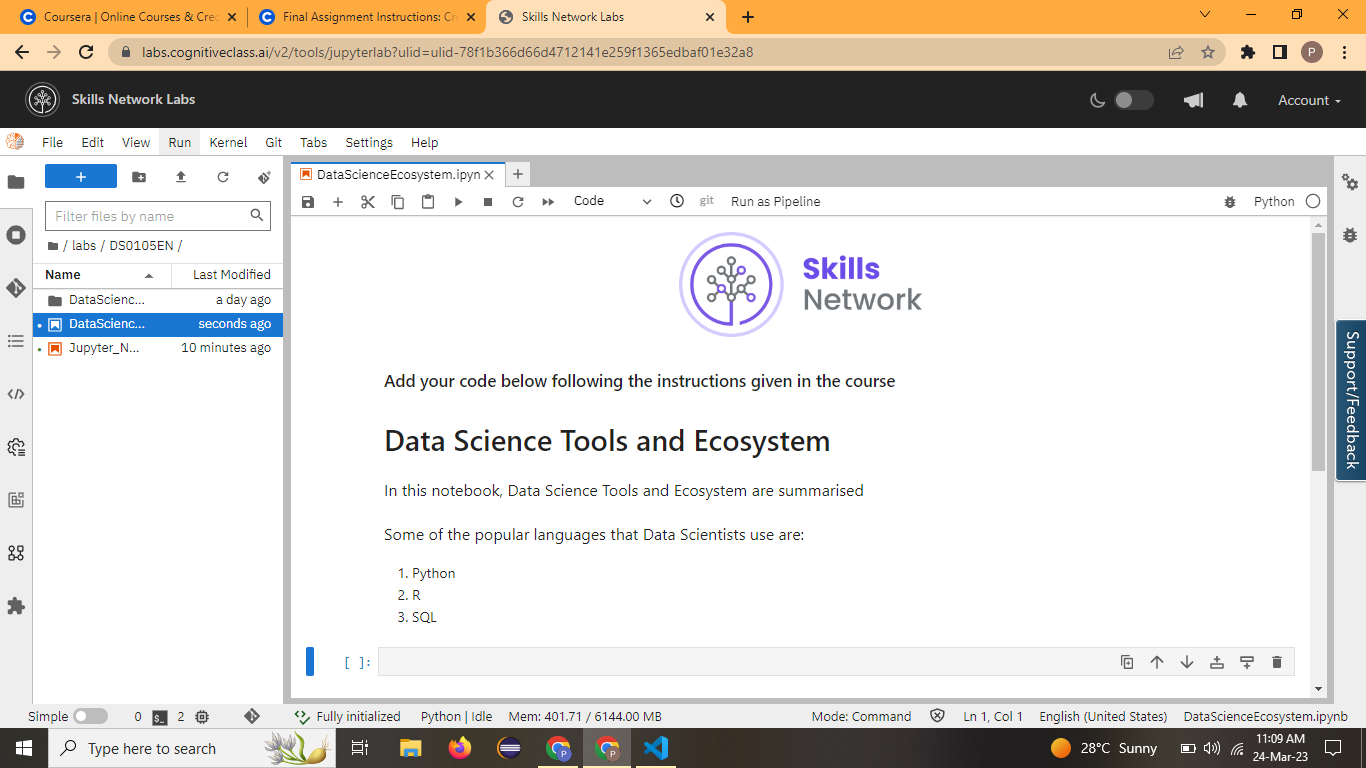 Coursera | Online Courses & Cre
Final Assignment Instructions: Cr
Skills Network Labs
labs.cognitiveclass.ai/v2/tools/jupyterlab?ulid=ulid-78f1b366d66d4712141e259f1365edbaf01e32a8
P
Skills Network Labs
Account
File Edit View Run Kernel Git Tabs Settings Help
DataScienceEcosystem.ipyn
Code
git
Run as Pipeline
Python
Filter files by name
/ labs / DS0105EN /
Name Last Modified
DataScienc... a day ago
DataScienc... seconds ago
Jupyter_N... 10 minutes ago
Skills
Network
Add your code below following the instructions given in the course
Data Science Tools and Ecosystem
In this notebook, Data Science Tools and Ecosystem are summarised
Some of the popular languages that Data Scientists use are:
1. Python
2. R
3. SQL
[ ]:
Support/Feedback
Simple 0 $_ 2 Fully initialized Python | Idle Mem: 401.71 / 6144.00 MB Mode: Command Ln 1, Col 1 English (United States) DataScienceEcosystem.ipynb
Type here to search
P
P
28°C Sunny
11:09 AM
24-Mar-23